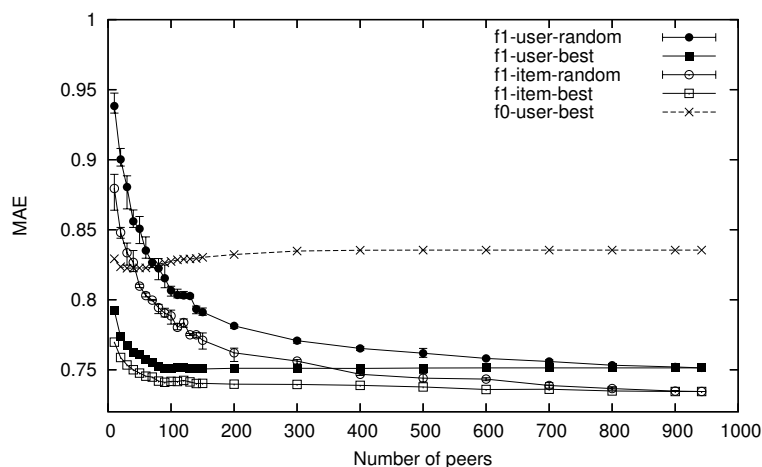 1
0.95
0.9
0.85
0.8
0.75
MAE
f1-user-random
f1-user-best
f1-item-random
f1-item-best
f0-user-best
0 100 200 300 400 500 600 700 800 900 1000
Number of peers